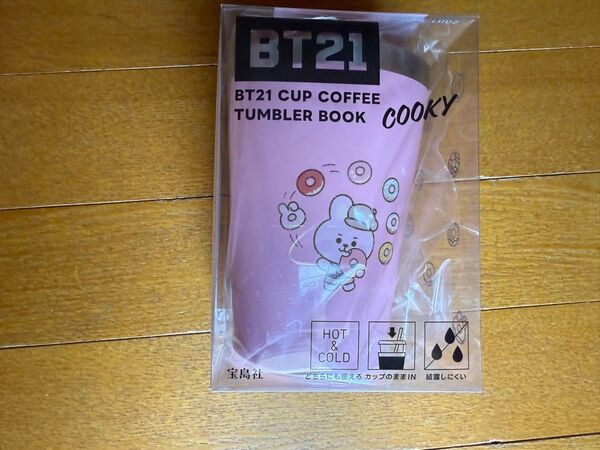 BT21
BT21 CUP COFFEE
TUMBLER BOOK
COOKY
HOT
&
COLD
どちらにも使える カップのままIN 結露しにくい
宝島社